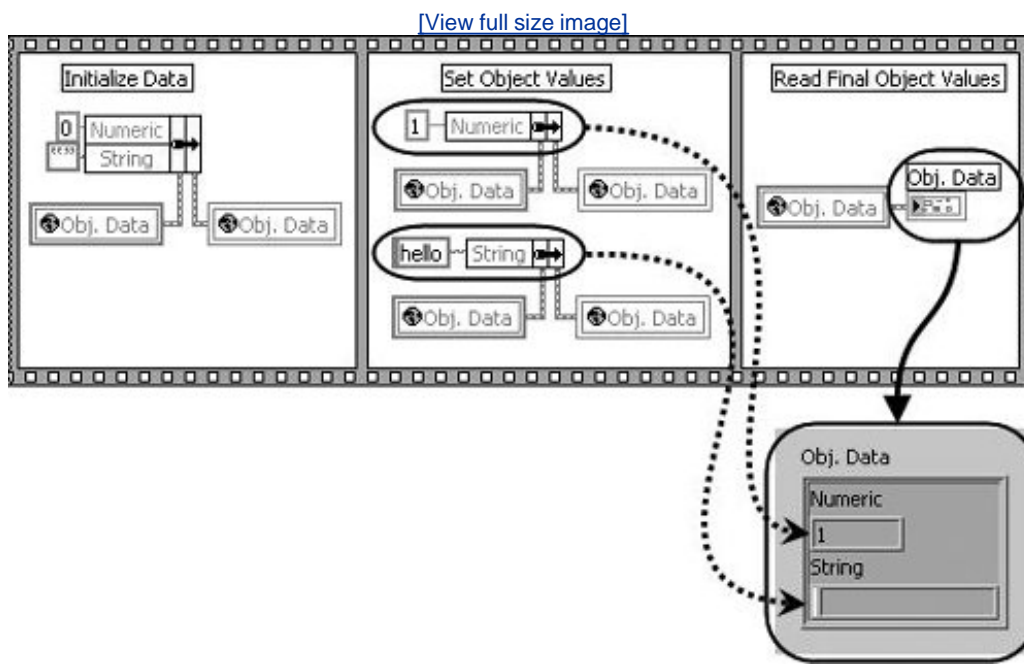 [View full size image]
Initialize Data
0
Numeric
String
Obj. Data
Obj. Data
Set Object Values
1
Numeric
Obj. Data
Obj. Data
hello
String
Obj. Data
Obj. Data
Read Final Object Values
Obj. Data
Obj. Data
Obj. Data
Numeric
1
String